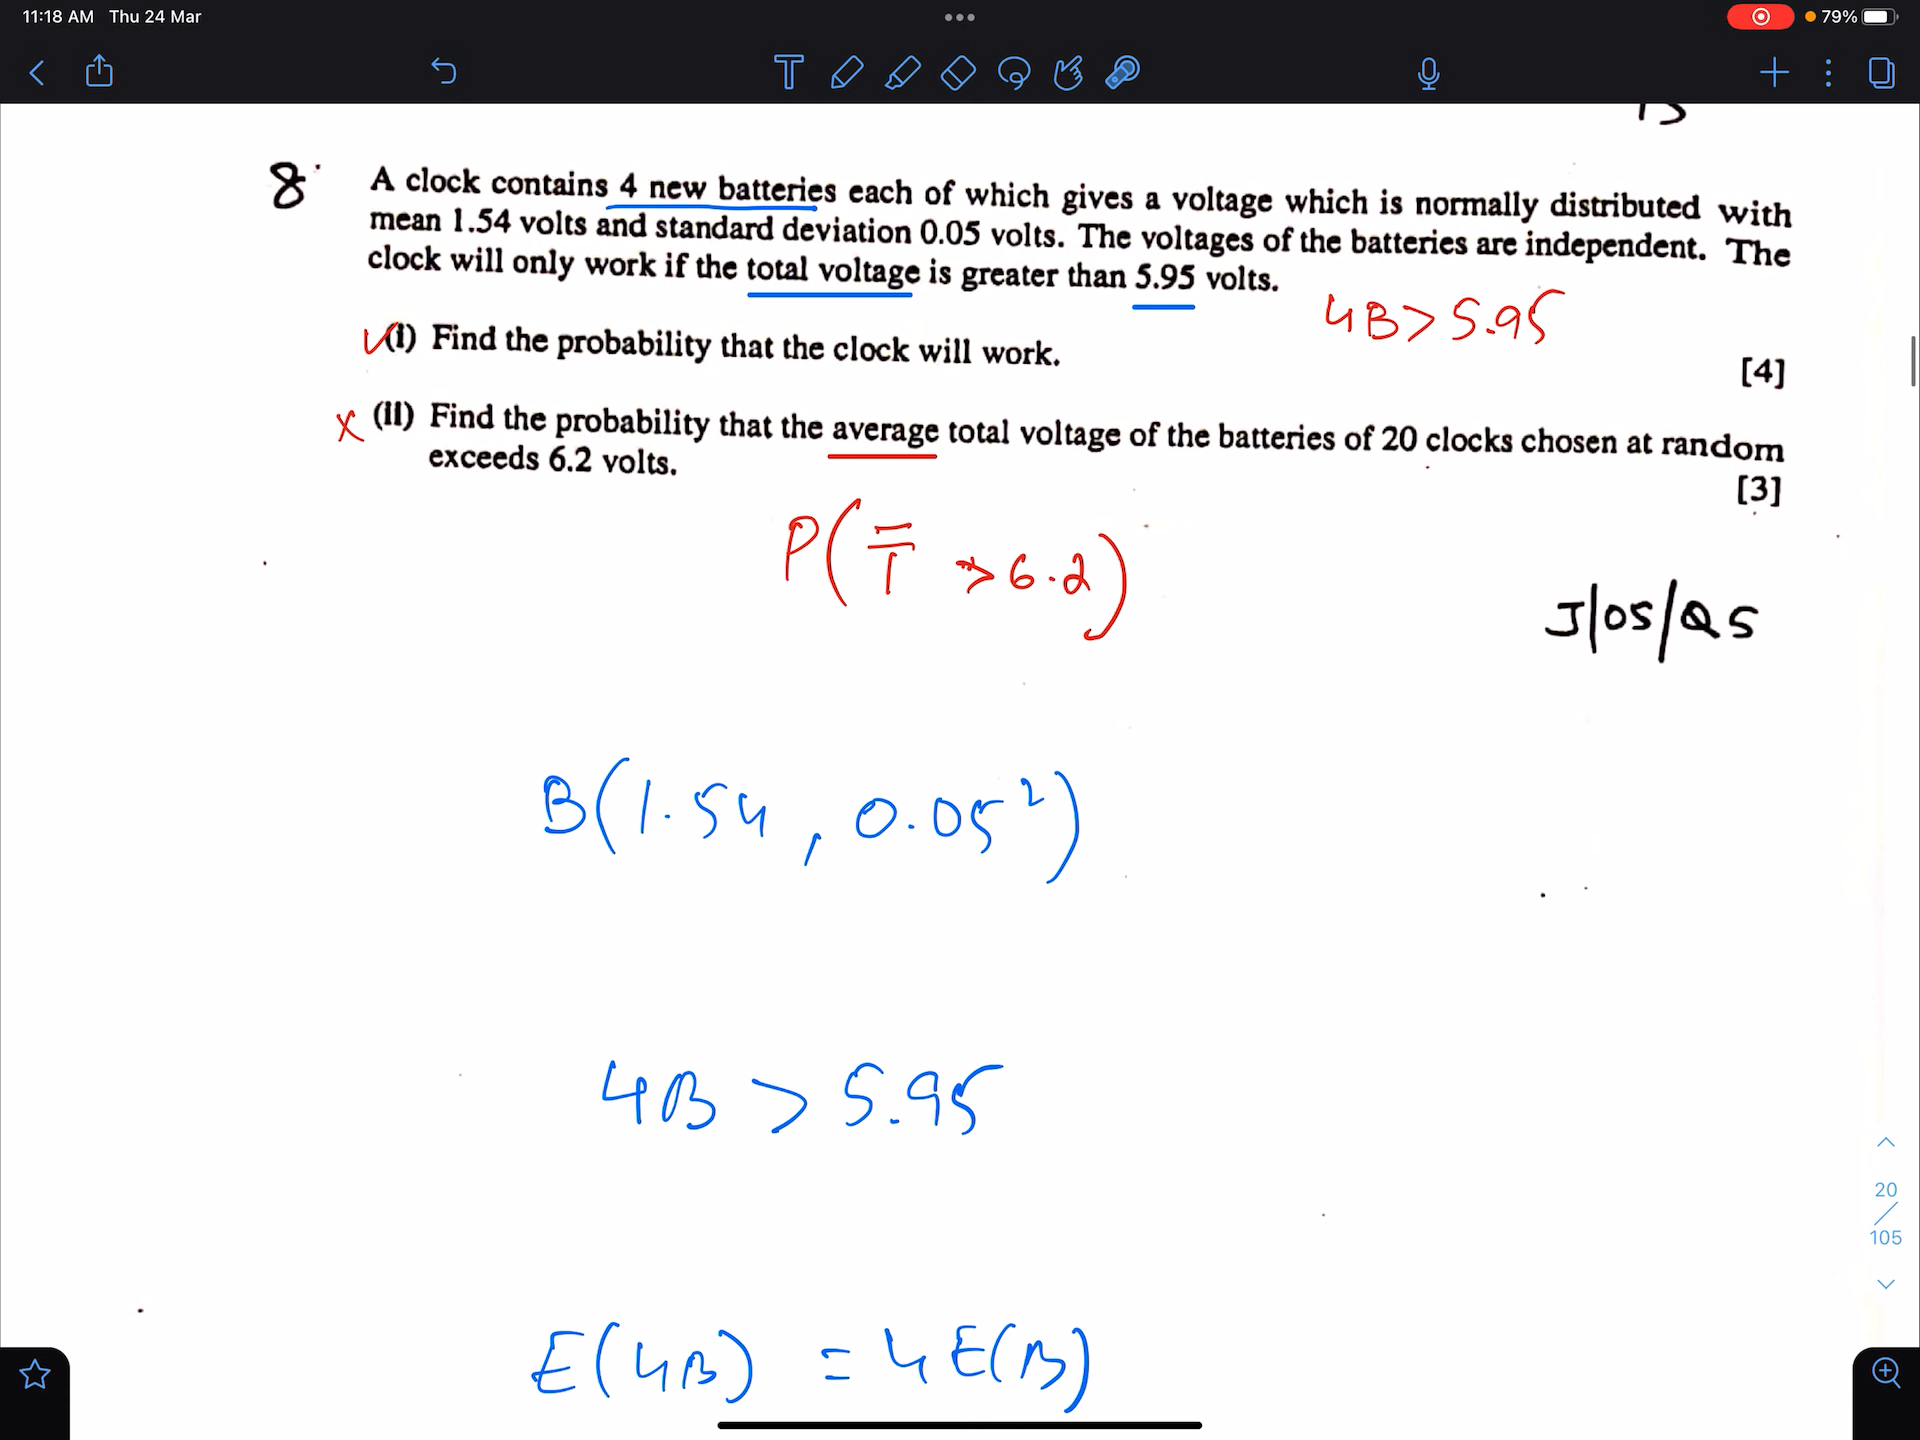 11:18 AM Thu 24 Mar
79%
8
A clock contains 4 new batteries each of which gives a voltage which is normally distributed with
mean 1.54 volts and standard deviation 0.05 volts. The voltages of the batteries are independent. The
clock will only work if the total voltage is greater than 5.95 volts.
4B > 5.95
(i) Find the probability that the clock will work.
[4]
(ii) Find the probability that the average total voltage of the batteries of 20 clocks chosen at random
exceeds 6.2 volts.
[3]
P( T̿ > 6.2)
J/05/Q5
B(1.54, 0.05²)
4B > 5.95
20
/
105
E(4B) = 4E(B)